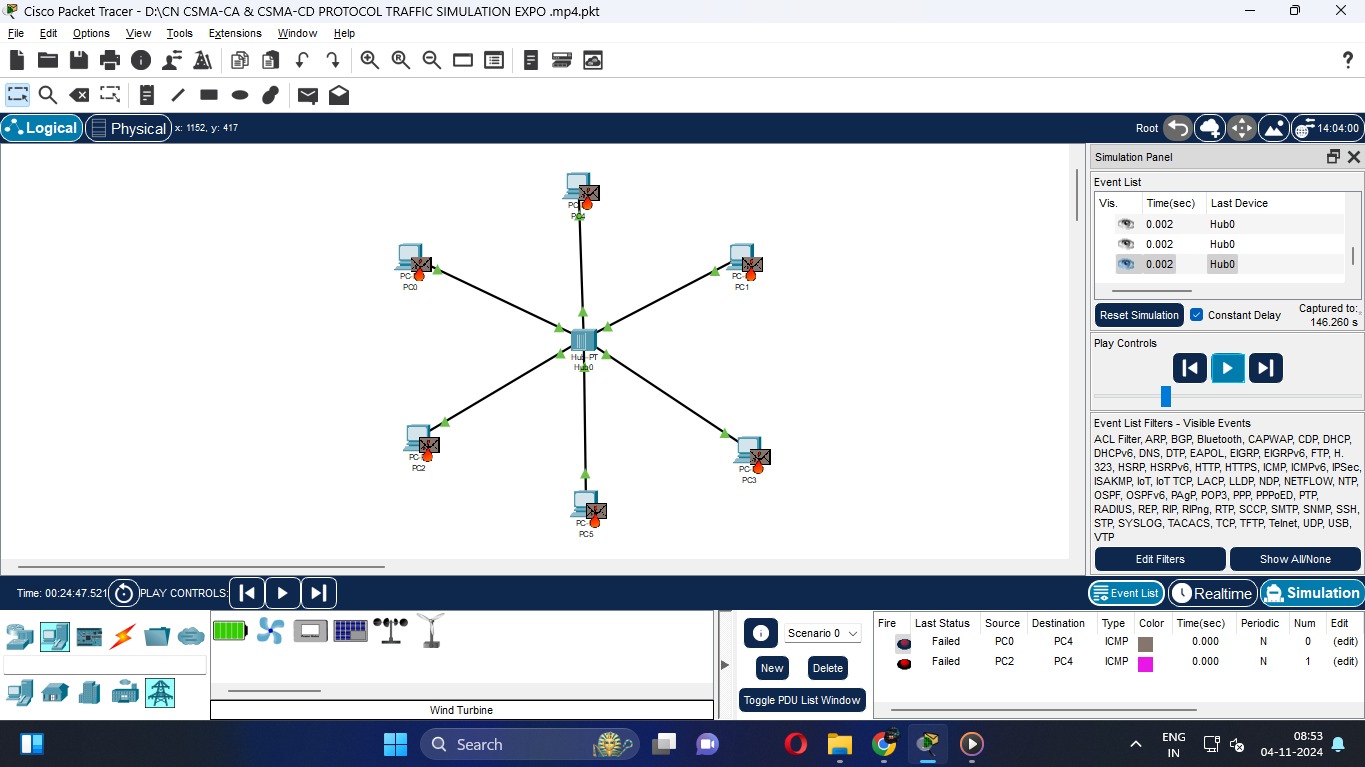 Cisco Packet Tracer - D:\CN CSMA-CA & CSMA-CD PROTOCOL TRAFFIC SIMULATION EXPO .mp4.pkt
File Edit Options View Tools Extensions Window Help
Logical Physical x: 1152, y: 417 Root 14:04:00
Simulation Panel
Event List
Vis. Time(sec) Last Device
0.002 Hub0
0.002 Hub0
0.002 Hub0
Reset Simulation Constant Delay Captured to:
146.260 s
Play Controls
Event List Filters - Visible Events
ACL Filter, ARP, BGP, Bluetooth, CAPWAP, CDP, DHCP,
DHCPv6, DNS, DTP, EAPOL, EIGRP, EIGRPv6, FTP, H.
323, HSRP, HSRPv6, HTTP, HTTPS, ICMP, ICMPv6, IPSec,
ISAKMP, IoT, IoT TCP, LACP, LLDP, NDP, NETFLOW, NTP,
OSPF, OSPFv6, PAgP, POP3, PPP, PPPoED, PTP,
RADIUS, REP, RIP, RIPng, RTP, SCCP, SMTP, SNMP, SSH,
STP, SYSLOG, TACACS, TCP, TFTP, Telnet, UDP, USB,
VTP
Edit Filters Show All/None
PC4
PC0
PC1
Hub-PT
Hub0
PC2
PC3
PC5
Time: 00:24:47.521 PLAY CONTROLS: Event List Realtime Simulation
Wind Turbine
Scenario 0
New Delete
Toggle PDU List Window
Fire Last Status Source Destination Type Color Time(sec) Periodic Num Edit
Failed PC0 PC4 ICMP 0.000 N 0 (edit)
Failed PC2 PC4 ICMP 0.000 N 1 (edit)
Search
ENG
IN
08:53
04-11-2024